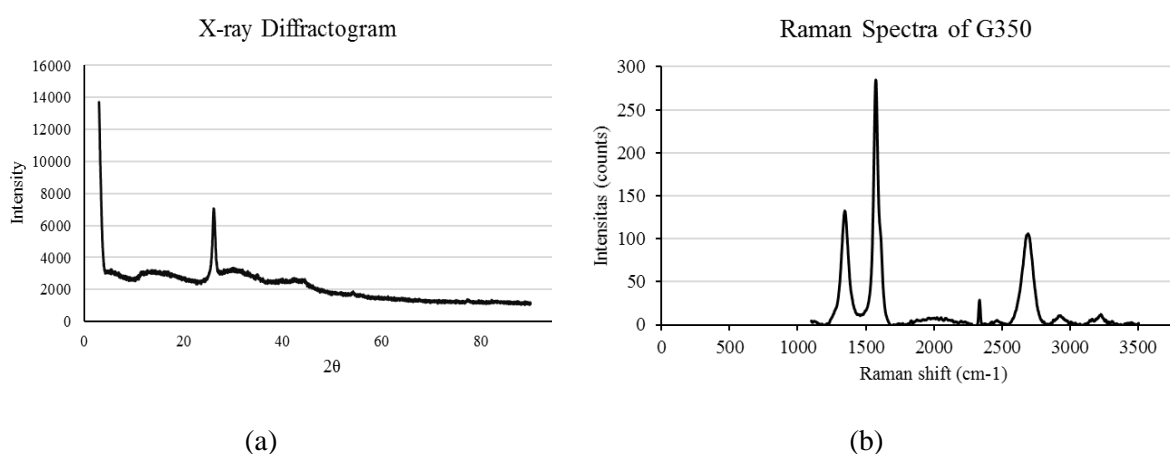 X-ray Diffractogram
Intensity
16000
14000
12000
10000
8000
6000
4000
2000
0
0 20 40 60 80
2θ
(a)
Raman Spectra of G350
Intensitas (counts)
300
250
200
150
100
50
0
0 500 1000 1500 2000 2500 3000 3500
Raman shift (cm-1)
(b)